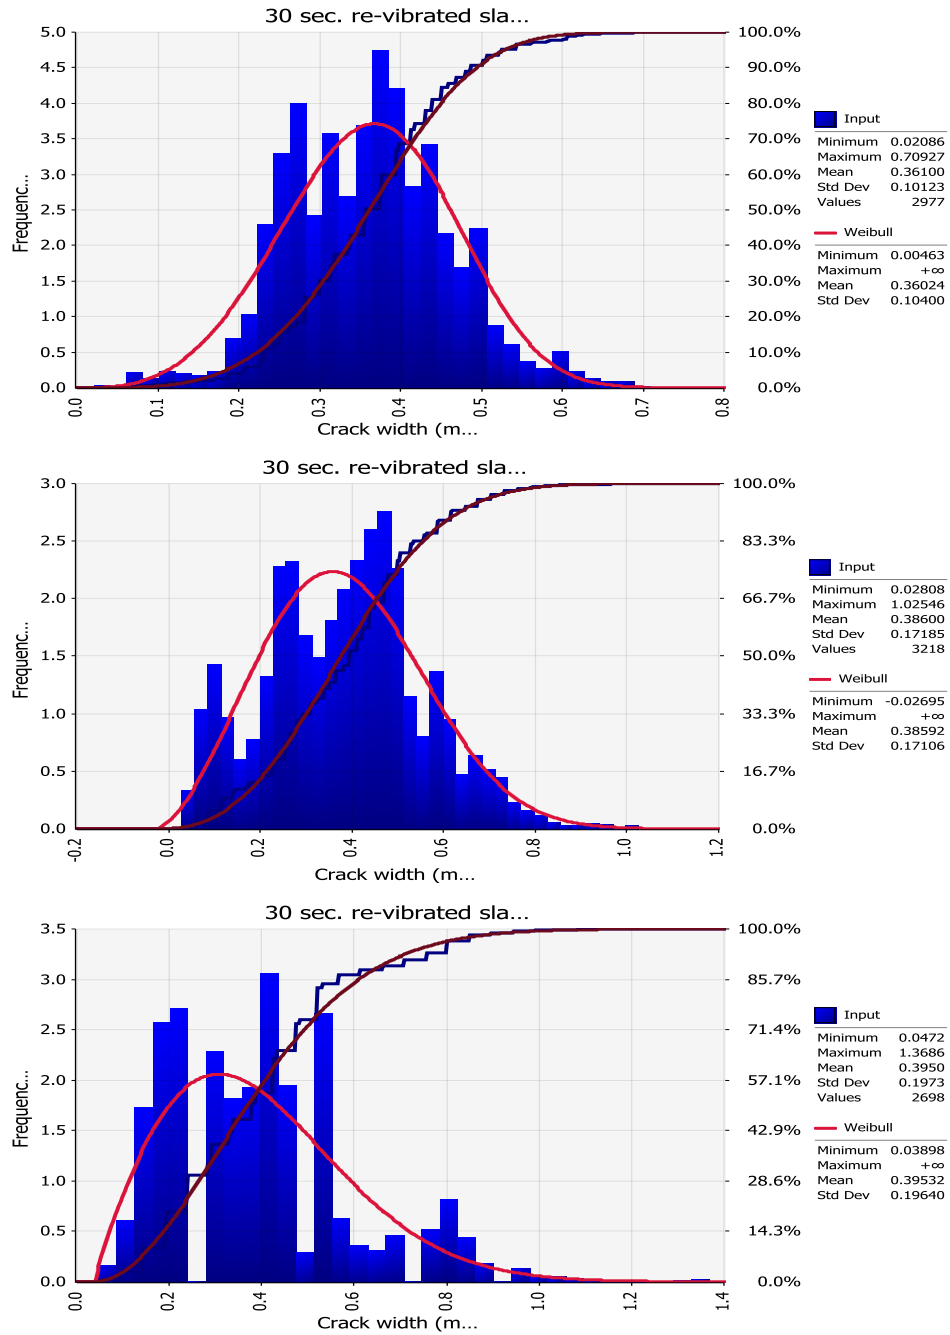 30 sec. re-vibrated sla...
5.0
4.5
4.0
3.5
3.0
2.5
2.0
1.5
1.0
0.5
0.0
Frequenc...
100.0%
90.0%
80.0%
70.0%
60.0%
50.0%
40.0%
30.0%
20.0%
10.0%
0.0%
0.0 0.1 0.2 0.3 0.4 0.5 0.6 0.7 0.8
Crack width (m...
Input
Minimum 0.02086
Maximum 0.70927
Mean 0.36100
Std Dev 0.10123
Values 2977
Weibull
Minimum 0.00463
Maximum +∞
Mean 0.36024
Std Dev 0.10400
30 sec. re-vibrated sla...
3.0
2.5
2.0
1.5
1.0
0.5
0.0
Frequenc...
100.0%
83.3%
66.7%
50.0%
33.3%
16.7%
0.0%
-0.2 0.0 0.2 0.4 0.6 0.8 1.0 1.2
Crack width (m...
Input
Minimum 0.02808
Maximum 1.02546
Mean 0.38600
Std Dev 0.17185
Values 3218
Weibull
Minimum -0.02695
Maximum +∞
Mean 0.38592
Std Dev 0.17106
30 sec. re-vibrated sla...
3.5
3.0
2.5
2.0
1.5
1.0
0.5
0.0
Frequenc...
100.0%
85.7%
71.4%
57.1%
42.9%
28.6%
14.3%
0.0%
0.0 0.2 0.4 0.6 0.8 1.0 1.2 1.4
Crack width (m...
Input
Minimum 0.0472
Maximum 1.3686
Mean 0.3950
Std Dev 0.1973
Values 2698
Weibull
Minimum 0.03898
Maximum +∞
Mean 0.39532
Std Dev 0.19640